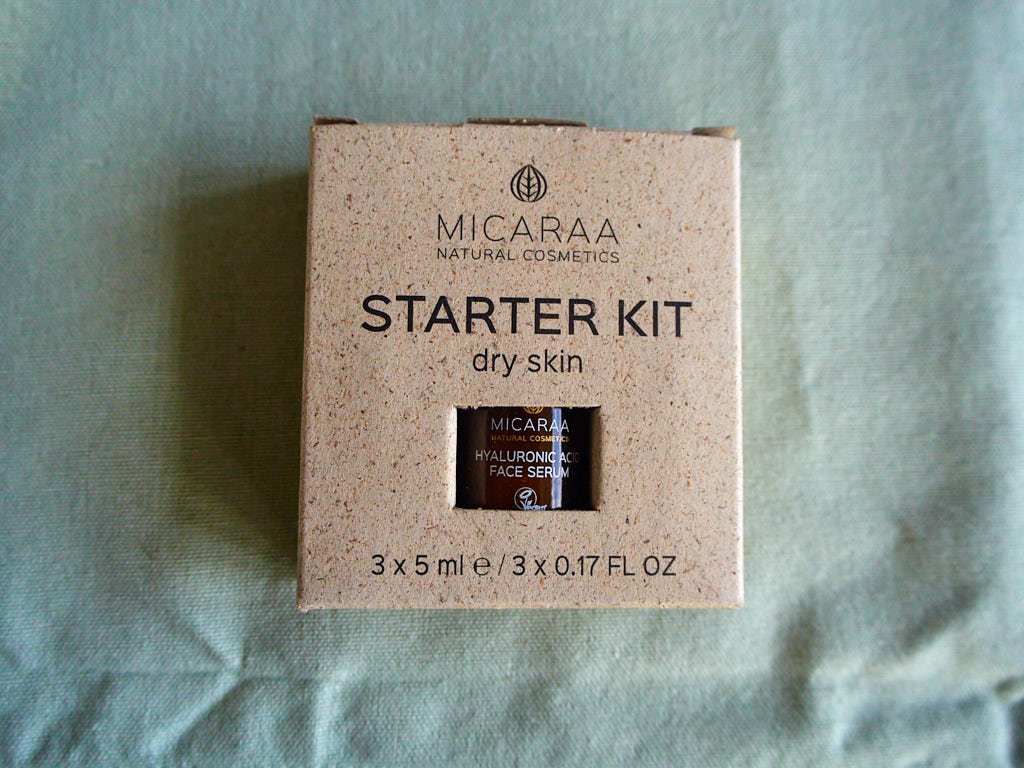 MICARAA
NATURAL COSMETICS
STARTER KIT
dry skin
MICARAA
NATURAL COSMETICS
HYALURONIC ACID
FACE SERUM
Vegan
3 x 5 ml ℮ / 3 x 0.17 FL OZ